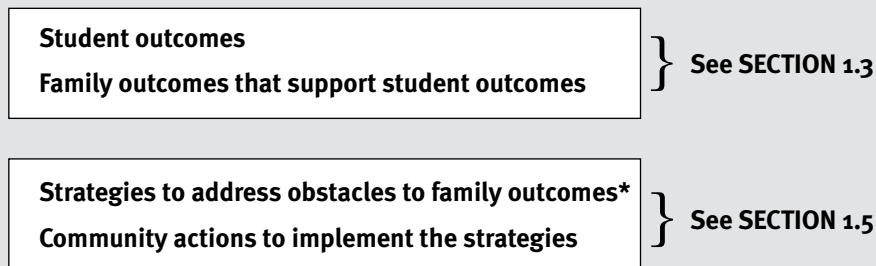 Student outcomes
Family outcomes that support student outcomes
} See SECTION 1.3
Strategies to address obstacles to family outcomes*
Community actions to implement the strategies
} See SECTION 1.5